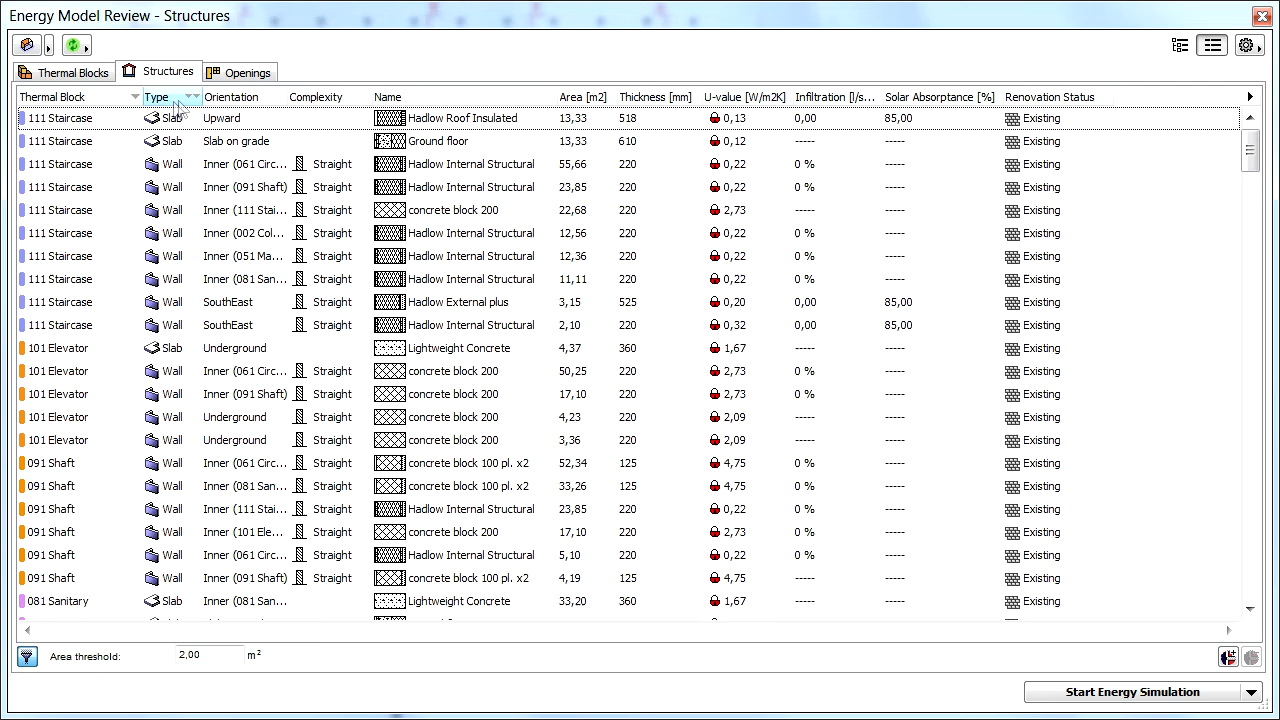 Energy Model Review - Structures
Thermal Blocks Structures Openings
Thermal Block Type Orientation Complexity Name Area [m2] Thickness [mm] U-value [W/m2K] Infiltration [l/s... Solar Absorptance [%] Renovation Status
111 Staircase Slab Upward Hadlow Roof Insulated 13,33 518 0,13 0,00 85,00 Existing
111 Staircase Slab Slab on grade Ground floor 13,33 610 0,12 ----- ----- Existing
111 Staircase Wall Inner (061 Circ... Straight Hadlow Internal Structural 55,66 220 0,22 0 % ----- Existing
111 Staircase Wall Inner (091 Shaft) Straight Hadlow Internal Structural 23,85 220 0,22 0 % ----- Existing
111 Staircase Wall Inner (111 Stai... Straight concrete block 200 22,68 220 2,73 ----- ----- Existing
111 Staircase Wall Inner (002 Col... Straight Hadlow Internal Structural 12,56 220 0,22 0 % ----- Existing
111 Staircase Wall Inner (051 Ma... Straight Hadlow Internal Structural 12,36 220 0,22 0 % ----- Existing
111 Staircase Wall Inner (081 San... Straight Hadlow Internal Structural 11,11 220 0,22 0 % ----- Existing
111 Staircase Wall SouthEast Straight Hadlow External plus 3,15 525 0,20 0,00 85,00 Existing
111 Staircase Wall SouthEast Straight Hadlow Internal Structural 2,10 220 0,32 0,00 85,00 Existing
101 Elevator Slab Underground Lightweight Concrete 4,37 360 1,67 ----- ----- Existing
101 Elevator Wall Inner (061 Circ... Straight concrete block 200 50,25 220 2,73 0 % ----- Existing
101 Elevator Wall Inner (091 Shaft) Straight concrete block 200 17,10 220 2,73 0 % ----- Existing
101 Elevator Wall Underground Straight concrete block 200 4,23 220 2,09 ----- ----- Existing
101 Elevator Wall Underground Straight concrete block 200 3,36 220 2,09 ----- ----- Existing
091 Shaft Wall Inner (061 Circ... Straight concrete block 100 pl. x2 52,34 125 4,75 0 % ----- Existing
091 Shaft Wall Inner (081 San... Straight concrete block 100 pl. x2 33,26 125 4,75 0 % ----- Existing
091 Shaft Wall Inner (111 Stai... Straight Hadlow Internal Structural 23,85 220 0,22 0 % ----- Existing
091 Shaft Wall Inner (101 Ele... Straight concrete block 200 17,10 220 2,73 0 % ----- Existing
091 Shaft Wall Inner (061 Circ... Straight Hadlow Internal Structural 5,10 220 0,22 0 % ----- Existing
091 Shaft Wall Inner (091 Shaft) Straight concrete block 100 pl. x2 4,19 125 4,75 ----- ----- Existing
081 Sanitary Slab Inner (081 San... Lightweight Concrete 33,20 360 1,67 ----- ----- Existing
Area threshold: 2,00 m²
Start Energy Simulation